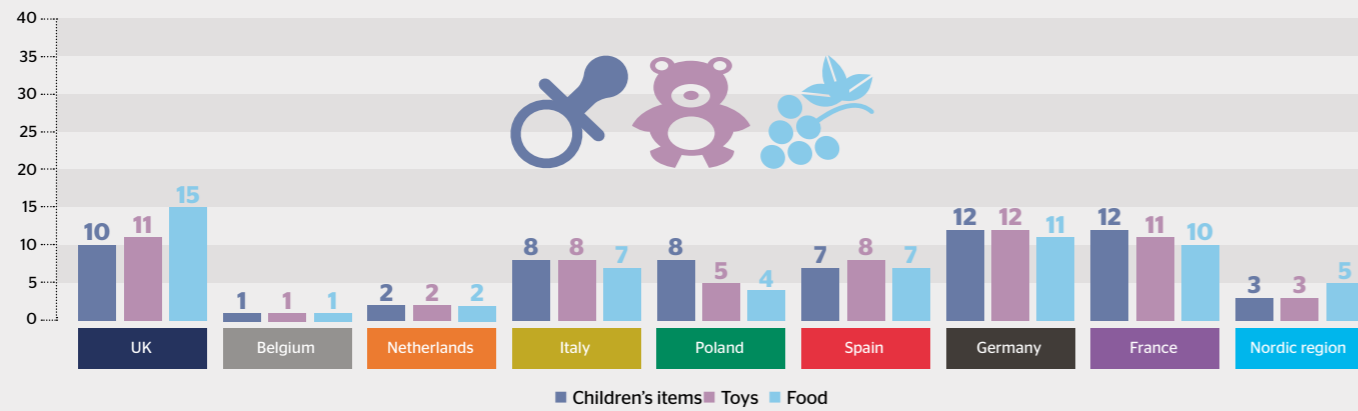 40
35
30
25
20
15
10
5
0
10 11 15
1 1 1
2 2 2
8 8 7
8 5 4
7 8 7
12 12 11
12 11 10
3 3 5
UK Belgium Netherlands Italy Poland Spain Germany France Nordic region
Children's items Toys Food